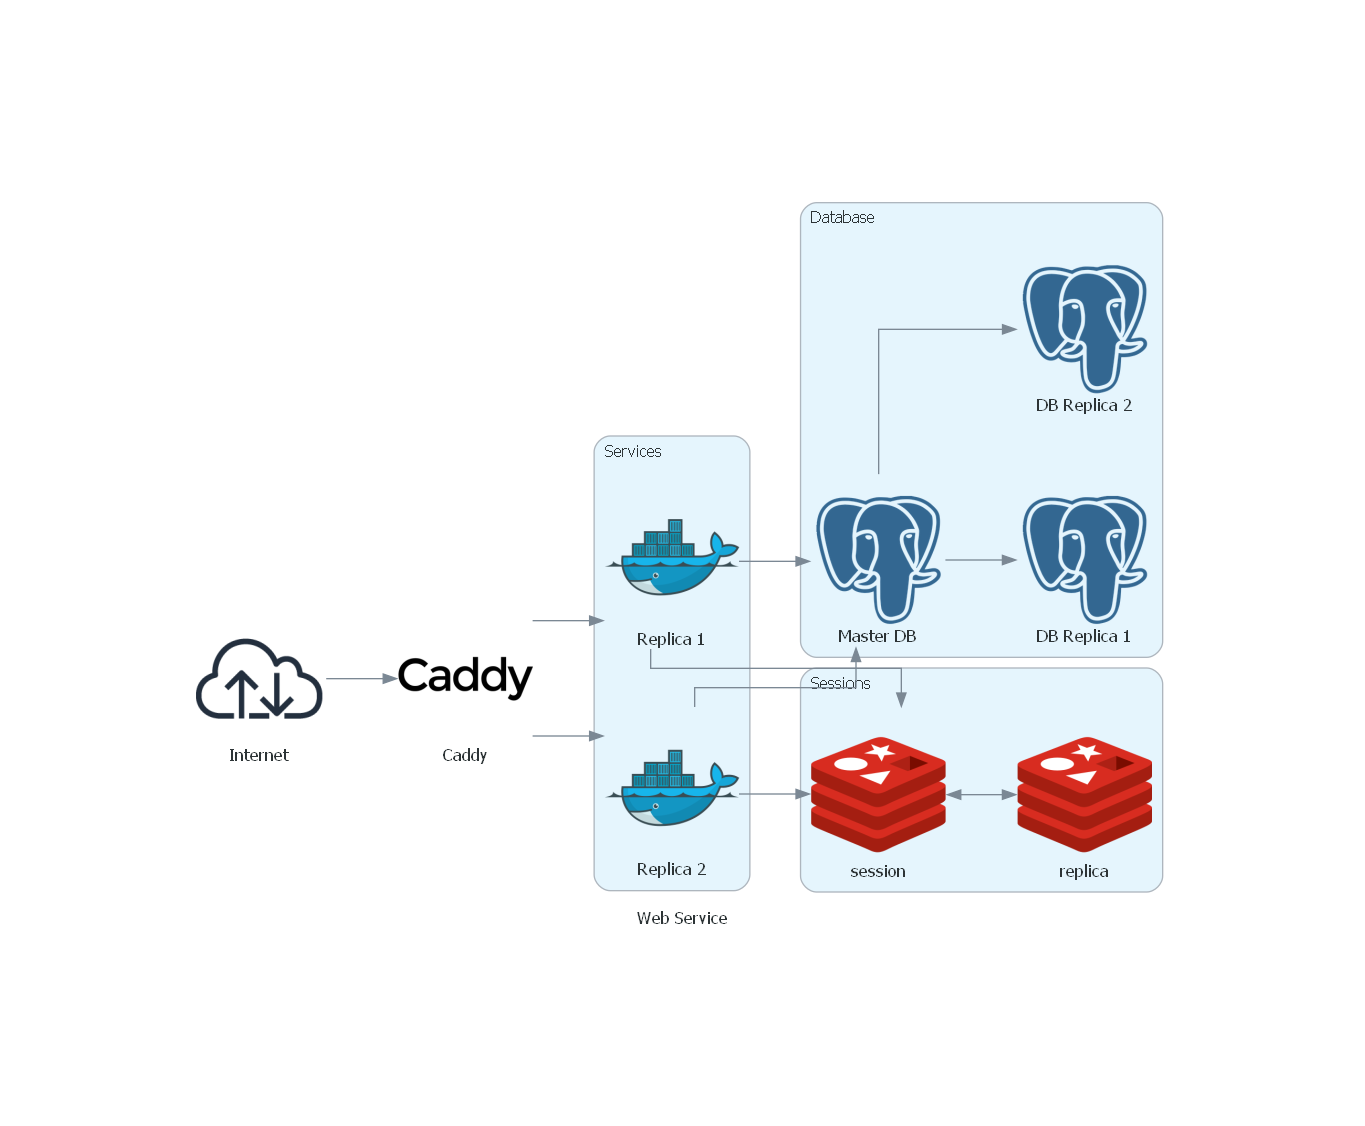 Database
DB Replica 2
Services
Replica 1
Master DB
DB Replica 1
Caddy
Internet
Caddy
Sessions
Replica 2
session
replica
Web Service